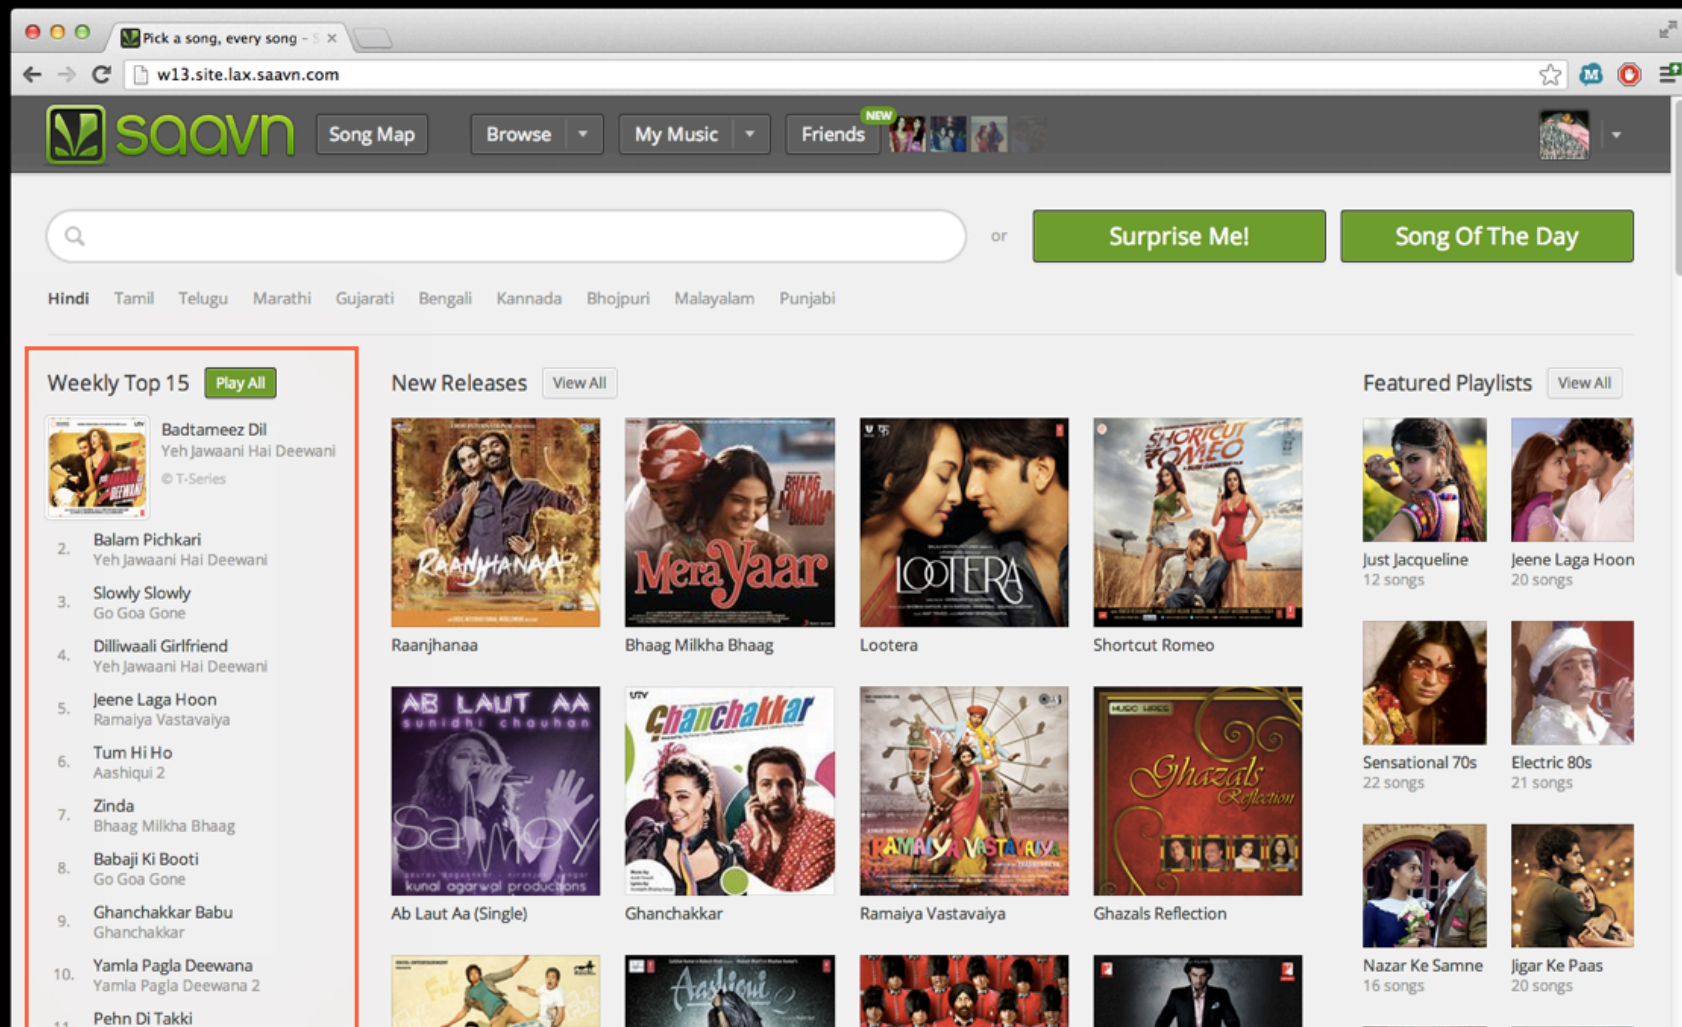 Pick a song, every song - S
w13.site.lax.saavn.com
saavn
Song Map
Browse
My Music
Friends
NEW
or
Surprise Me!
Song Of The Day
Hindi Tamil Telugu Marathi Gujarati Bengali Kannada Bhojpuri Malayalam Punjabi
Weekly Top 15
Play All
Badtameez Dil
Yeh Jawaani Hai Deewani
© T-Series
2. Balam Pichkari
Yeh Jawaani Hai Deewani
3. Slowly Slowly
Go Goa Gone
4. Dilliwaali Girlfriend
Yeh Jawaani Hai Deewani
5. Jeene Laga Hoon
Ramaiya Vastavaiya
6. Tum Hi Ho
Aashiqui 2
7. Zinda
Bhaag Milkha Bhaag
8. Babaji Ki Booti
Go Goa Gone
9. Ghanchakkar Babu
Ghanchakkar
10. Yamla Pagla Deewana
Yamla Pagla Deewana 2
11. Pehn Di Takki
New Releases
View All
RAANJHANAA
Raanjhanaa
BHAAG
MILKHA
BHAAG
Mera Yaar
Bhaag Milkha Bhaag
LOOTERA
Lootera
SHORTCUT
ROMEO
Shortcut Romeo
AB LAUT AA
sunidhi chauhan
kunal agarwal productions
Ab Laut Aa (Single)
UTV
Ghanchakkar
Ghanchakkar
RAMAIYA VASTAVAIYA
Ramaiya Vastavaiya
MUSIC WIRES
Ghazals
Reflection
Ghazals Reflection
Aashiqui 2
Featured Playlists
View All
Just Jacqueline
12 songs
Jeene Laga Hoon
20 songs
Sensational 70s
22 songs
Electric 80s
21 songs
Nazar Ke Samne
16 songs
Jigar Ke Paas
20 songs